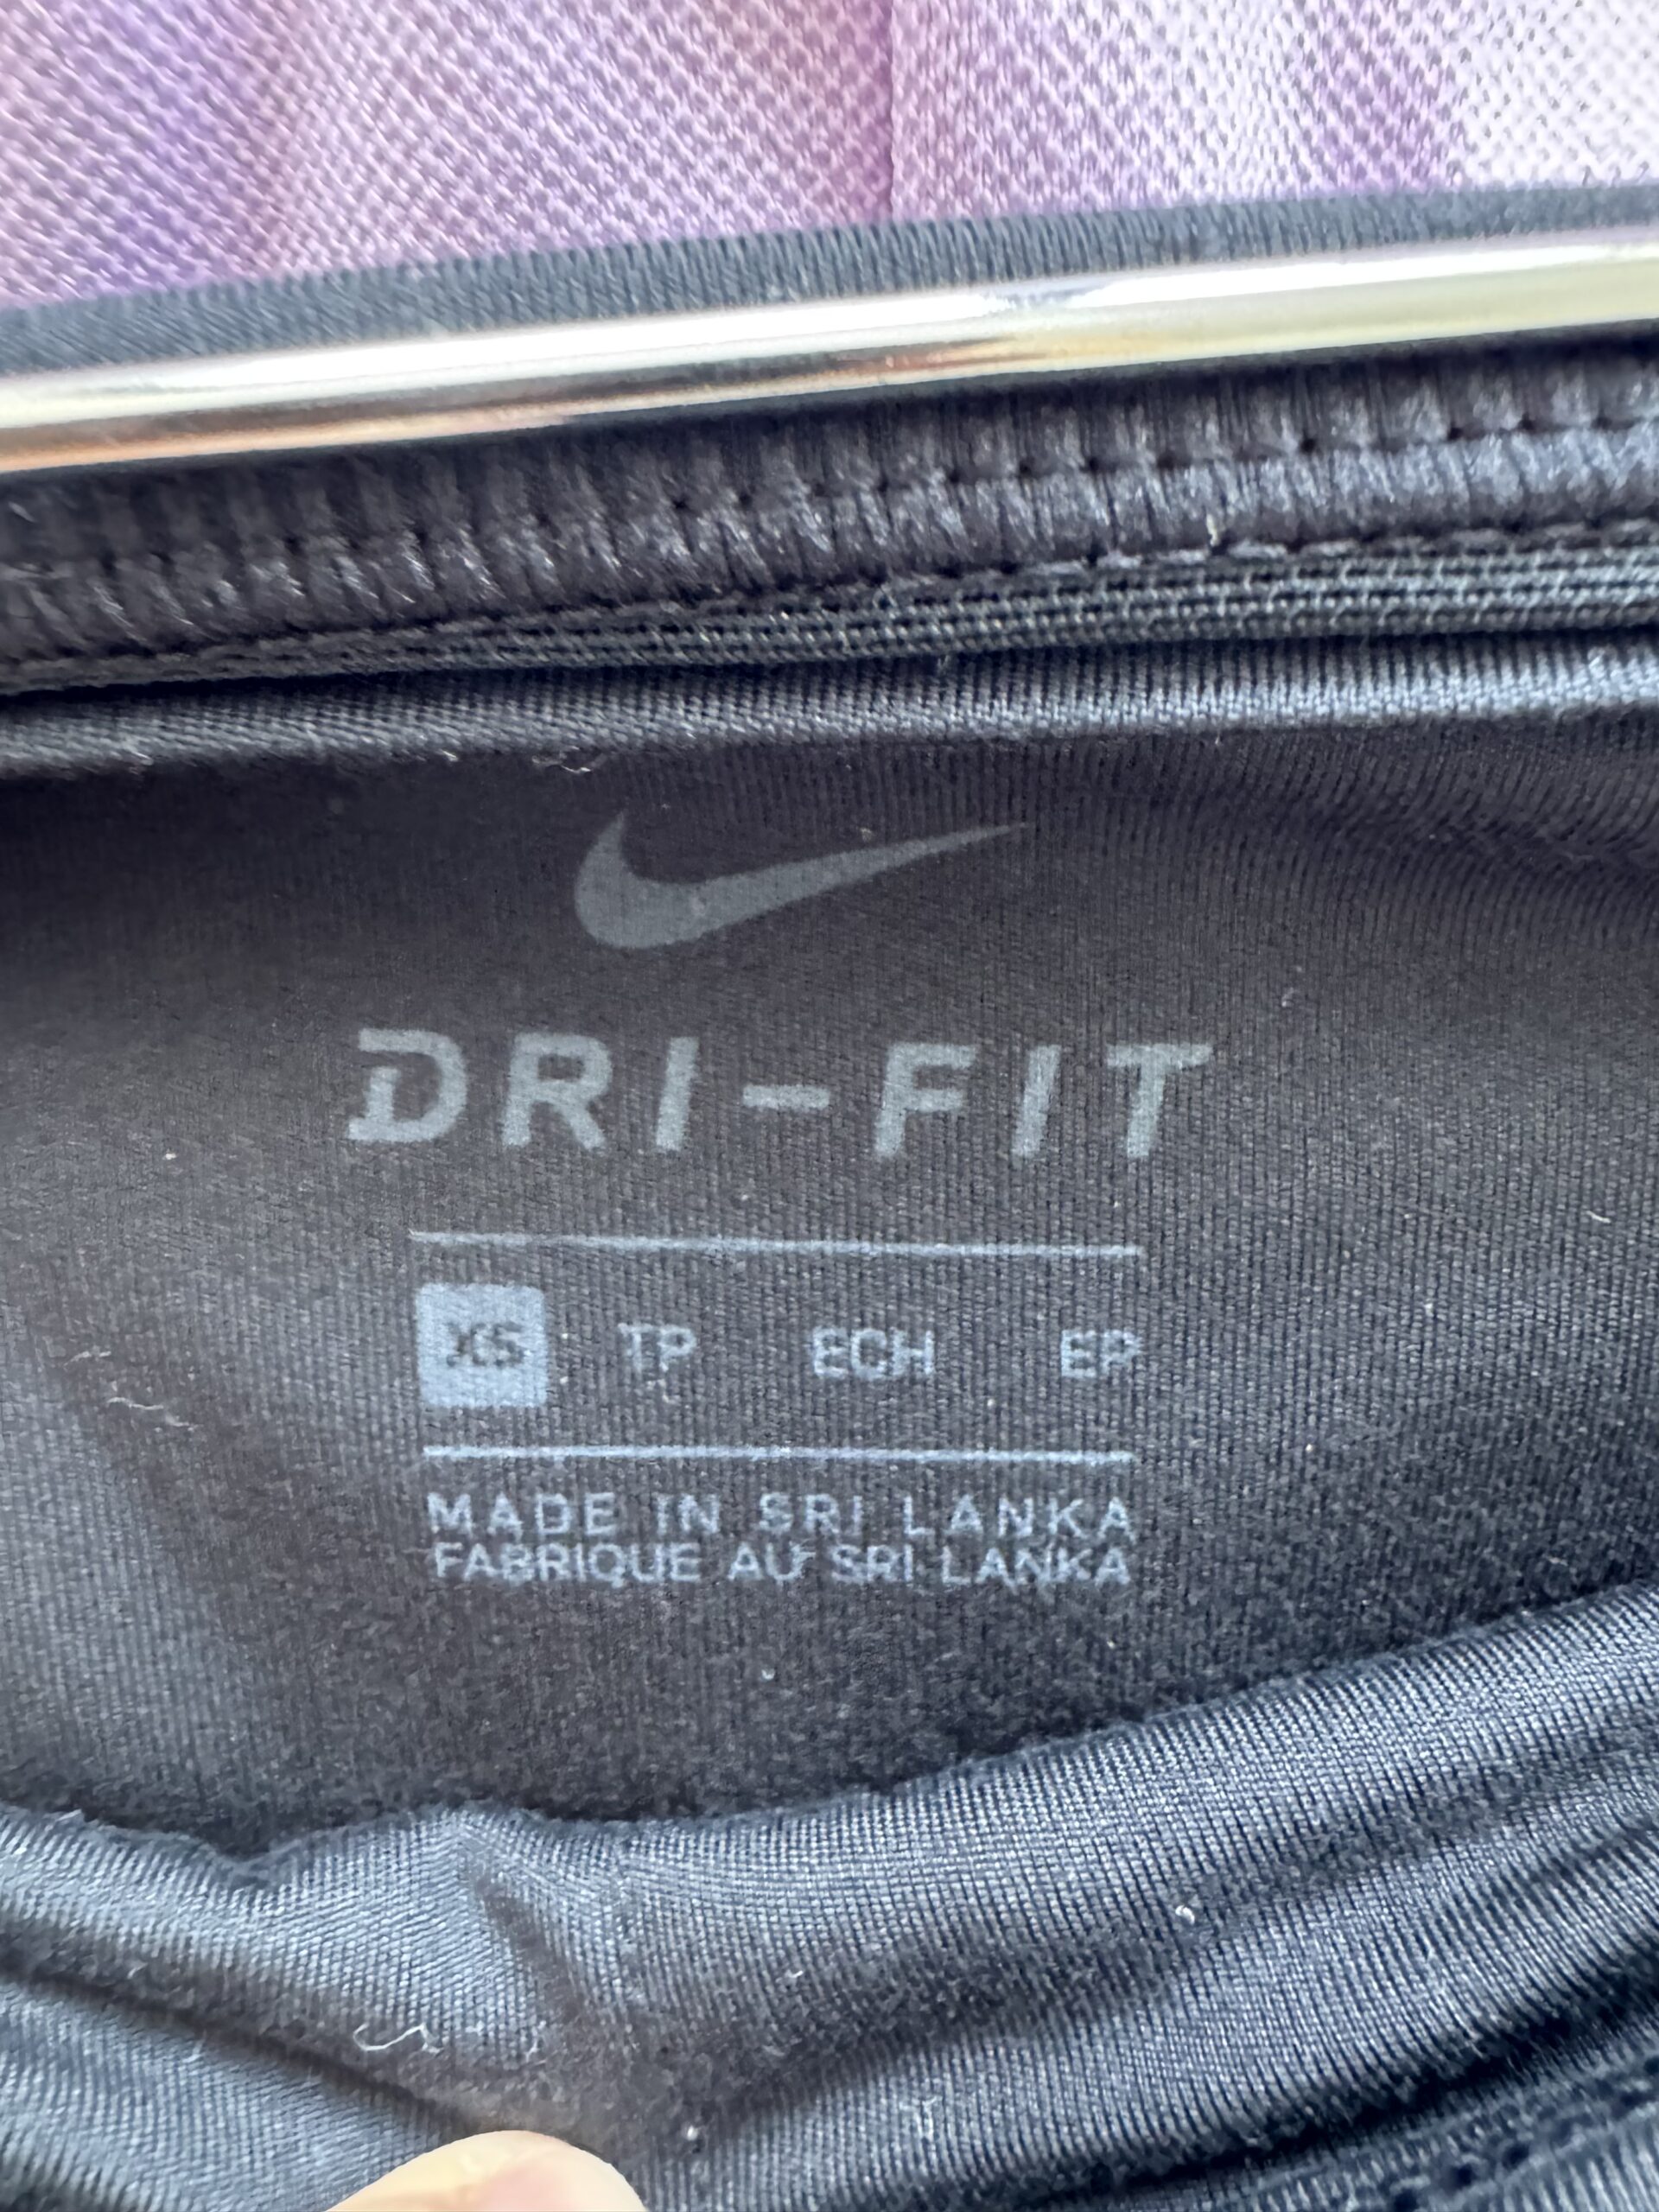 DRI-FIT
XS TP ECH EP
MADE IN SRI LANKA
FABRIQUE AU SRI LANKA